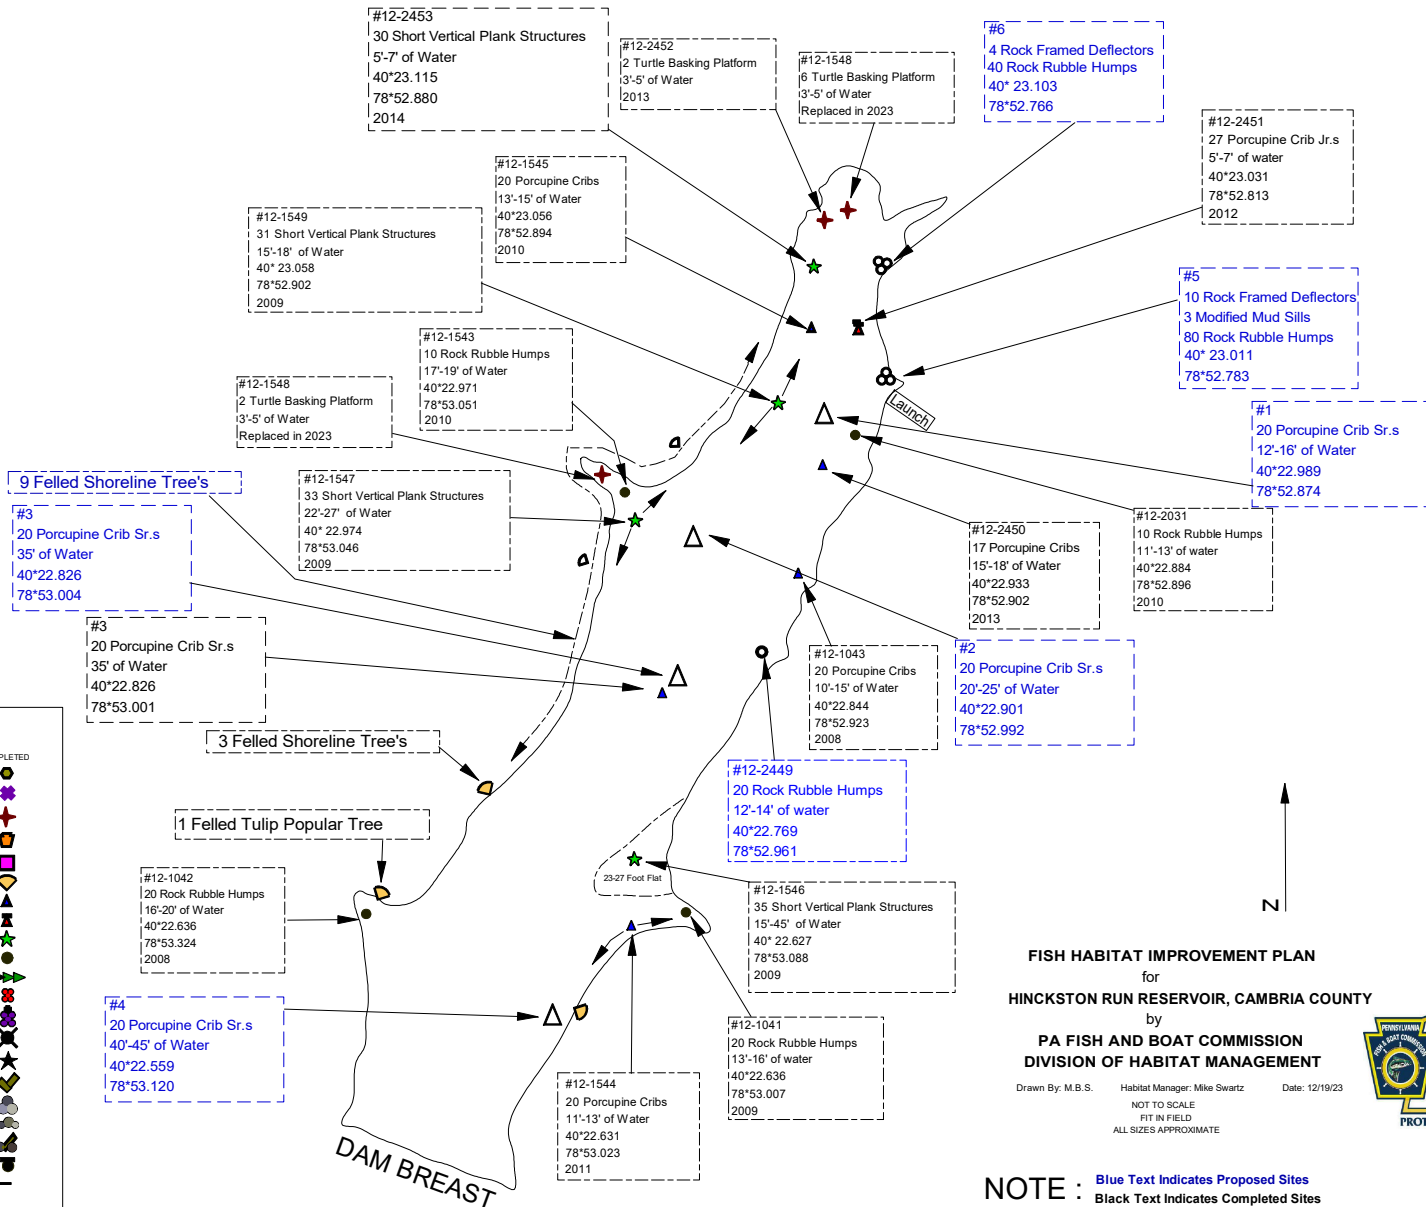 #12-2453
30 Short Vertical Plank Structures
5'-7' of Water
40*23.115
78*52.880
2014
#12-2452
2 Turtle Basking Platform
3'-5' of Water
2013
#12-1548
6 Turtle Basking Platform
3'-5' of Water
Replaced in 2023
#6
4 Rock Framed Deflectors
40 Rock Rubble Humps
40* 23.103
78*52.766
#12-2451
27 Porcupine Crib Jr.s
5'-7' of water
40*23.031
78*52.813
2012
#12-1545
20 Porcupine Cribs
13'-15' of Water
40*23.056
78*52.894
2010
#12-1549
31 Short Vertical Plank Structures
15'-18' of Water
40* 23.058
78*52.902
2009
#5
10 Rock Framed Deflectors
3 Modified Mud Sills
80 Rock Rubble Humps
40* 23.011
78*52.783
#12-1543
10 Rock Rubble Humps
17'-19' of Water
40*22.971
78*53.051
2010
#12-1548
2 Turtle Basking Platform
3'-5' of Water
Replaced in 2023
Launch
#1
20 Porcupine Crib Sr.s
12'-16' of Water
40*22.989
78*52.874
9 Felled Shoreline Tree's
#12-1547
33 Short Vertical Plank Structures
22'-27' of Water
40* 22.974
78*53.046
2009
#3
20 Porcupine Crib Sr.s
35' of Water
40*22.826
78*53.004
#12-2450
17 Porcupine Cribs
15'-18' of Water
40*22.933
78*52.902
2013
#12-2031
10 Rock Rubble Humps
11'-13' of water
40*22.884
78*52.896
2010
#3
20 Porcupine Crib Sr.s
35' of Water
40*22.826
78*53.001
#12-1043
20 Porcupine Cribs
10'-15' of Water
40*22.844
78*52.923
2008
#2
20 Porcupine Crib Sr.s
20'-25' of Water
40*22.901
78*52.992
3 Felled Shoreline Tree's
PLETED
#12-2449
20 Rock Rubble Humps
12'-14' of water
40*22.769
78*52.961
1 Felled Tulip Popular Tree
23-27 Foot Flat
#12-1042
20 Rock Rubble Humps
16'-20' of Water
40*22.636
78*53.324
2008
#12-1546
35 Short Vertical Plank Structures
15'-45' of Water
40* 22.627
78*53.088
2009
N
#4
20 Porcupine Crib Sr.s
40'-45' of Water
40*22.559
78*53.120
#12-1041
20 Rock Rubble Humps
13'-16' of water
40*22.636
78*53.007
2009
#12-1544
20 Porcupine Cribs
11'-13' of Water
40*22.631
78*53.023
2011
DAM BREAST
FISH HABITAT IMPROVEMENT PLAN
for
HINCKSTON RUN RESERVOIR, CAMBRIA COUNTY
by
PA FISH AND BOAT COMMISSION
DIVISION OF HABITAT MANAGEMENT
Drawn By: M.B.S. Habitat Manager: Mike Swartz Date: 12/19/23
NOT TO SCALE
FIT IN FIELD
ALL SIZES APPROXIMATE
PENNSYLVANIA
FISH & BOAT COMMISS
PROT
NOTE : Blue Text Indicates Proposed Sites
Black Text Indicates Completed Sites